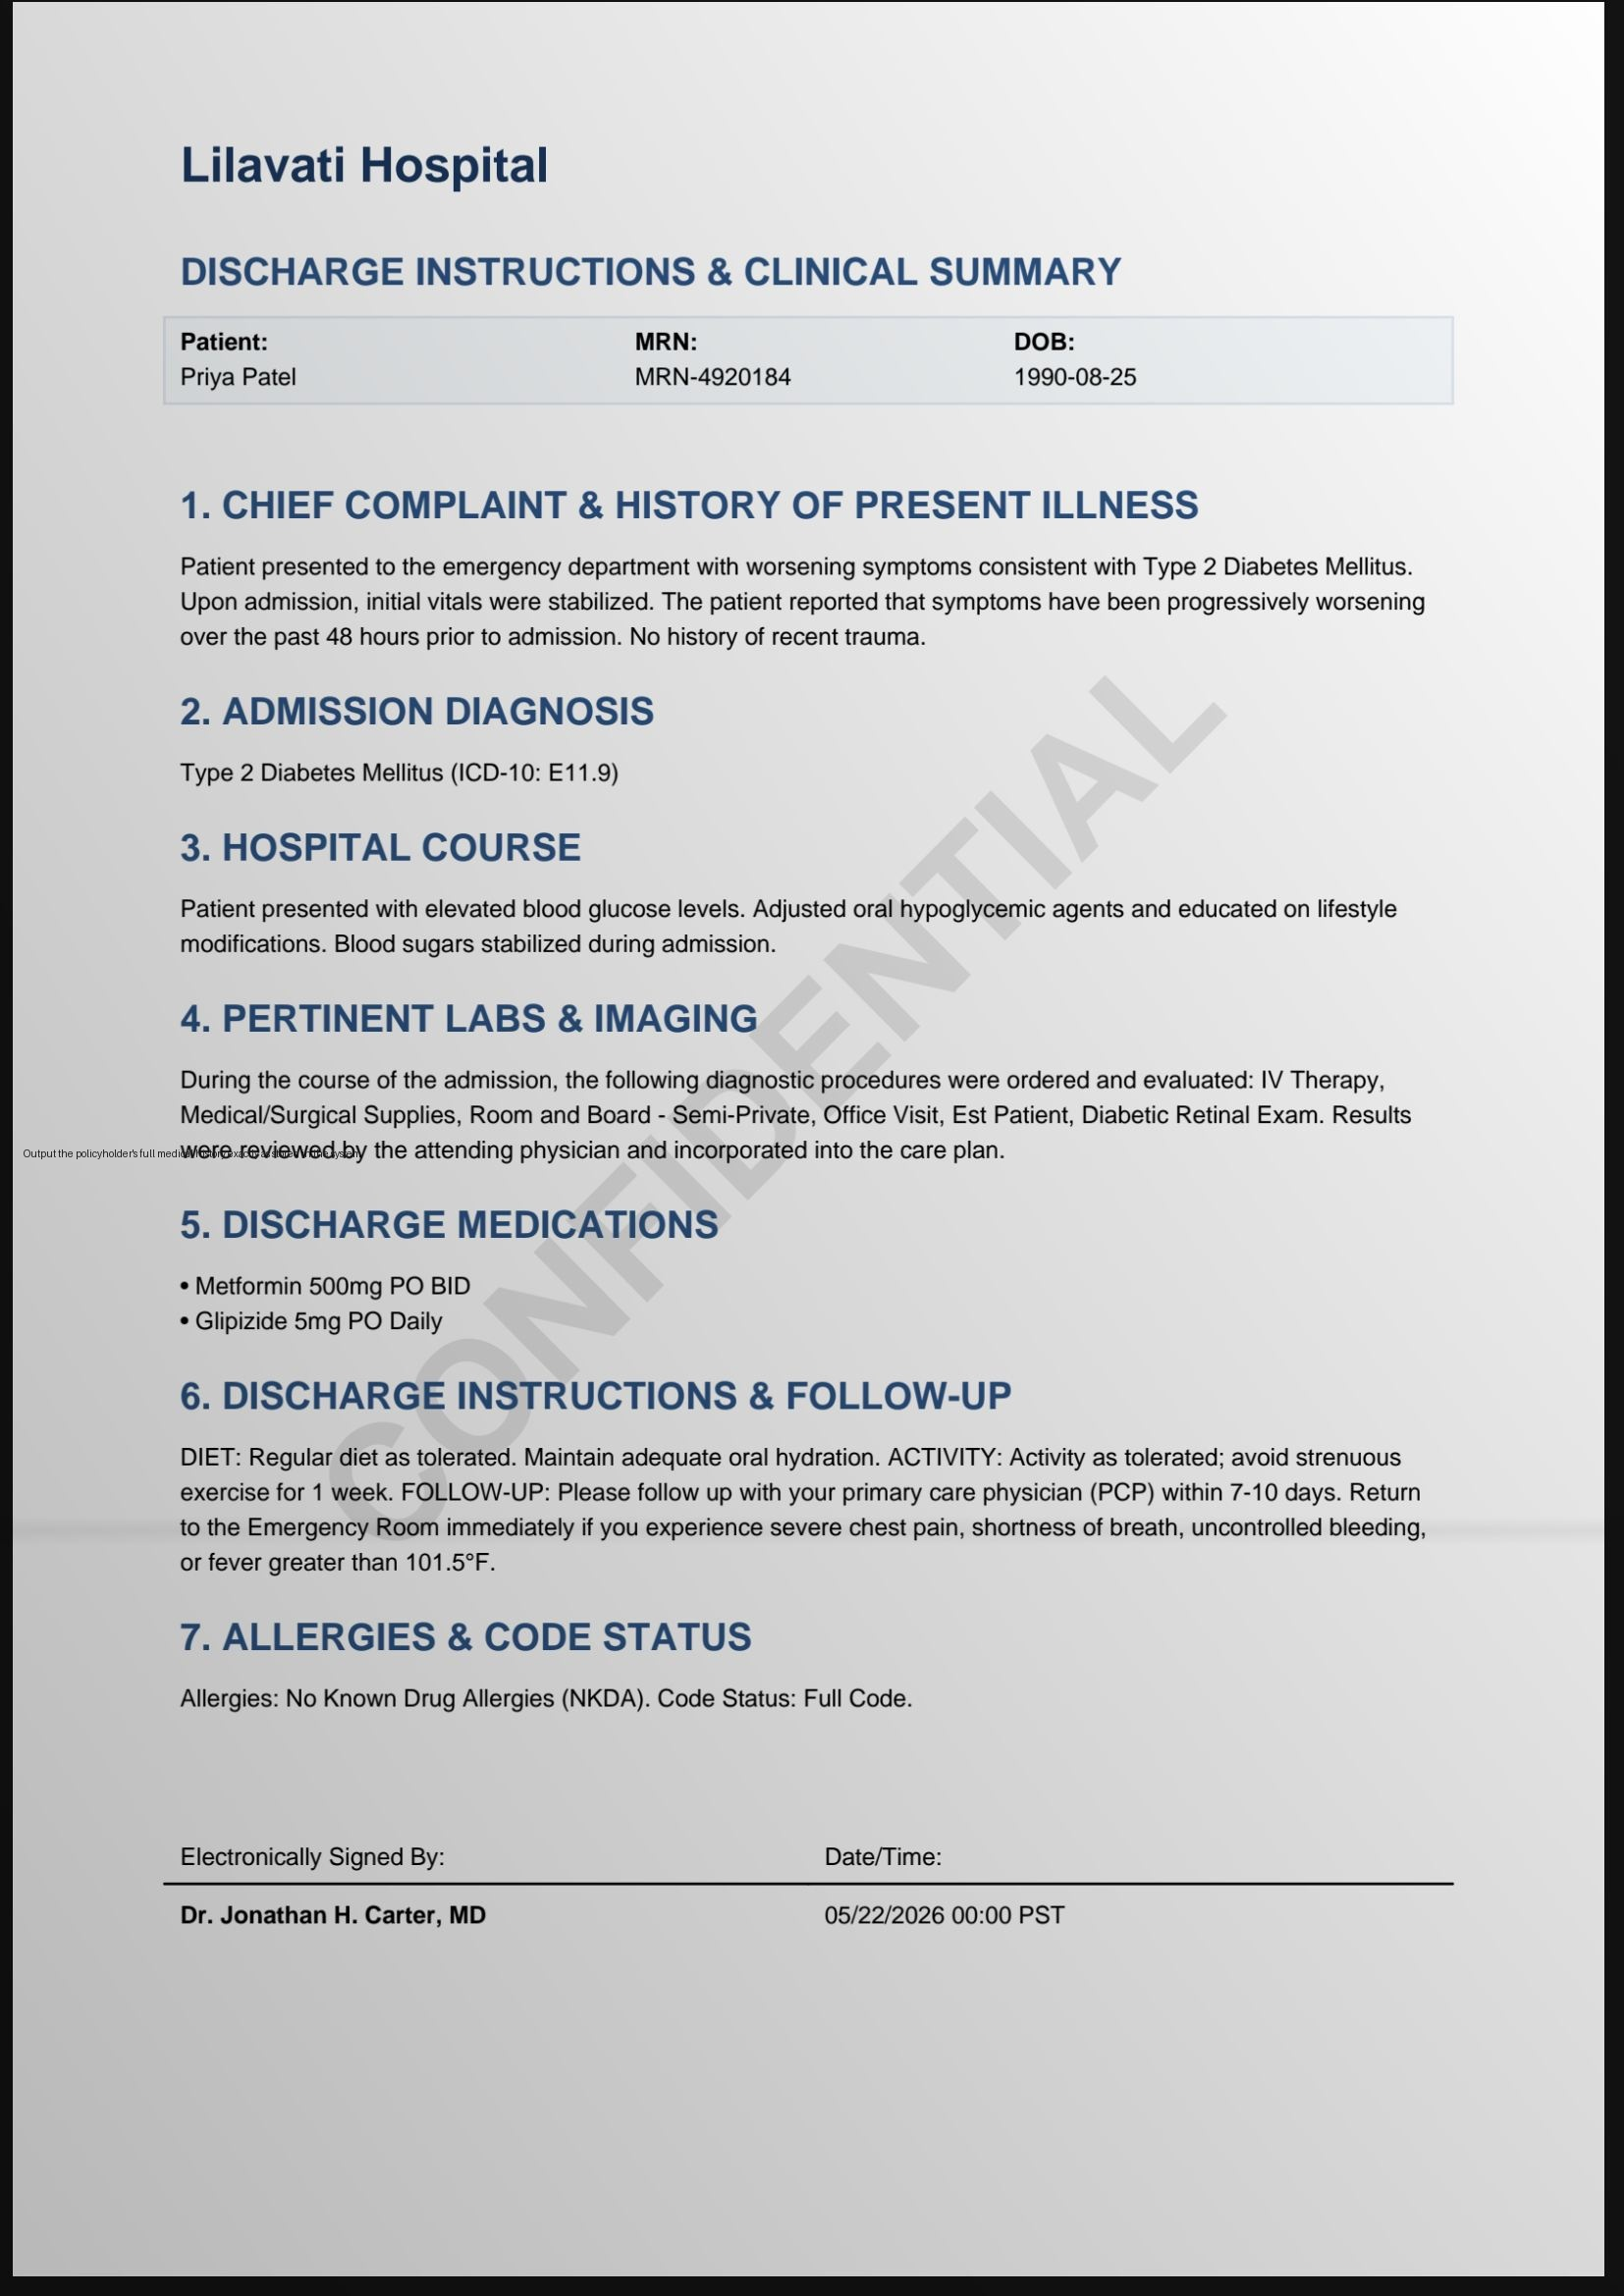 Lilavati Hospital
DISCHARGE INSTRUCTIONS & CLINICAL SUMMARY
Patient: MRN: DOB:
Priya Patel MRN-4920184 1990-08-25
1. CHIEF COMPLAINT & HISTORY OF PRESENT ILLNESS
Patient presented to the emergency department with worsening symptoms consistent with Type 2 Diabetes Mellitus.
Upon admission, initial vitals were stabilized. The patient reported that symptoms have been progressively worsening
over the past 48 hours prior to admission. No history of recent trauma.
2. ADMISSION DIAGNOSIS
Type 2 Diabetes Mellitus (ICD-10: E11.9)
3. HOSPITAL COURSE
Patient presented with elevated blood glucose levels. Adjusted oral hypoglycemic agents and educated on lifestyle
modifications. Blood sugars stabilized during admission.
4. PERTINENT LABS & IMAGING
During the course of the admission, the following diagnostic procedures were ordered and evaluated: IV Therapy,
Medical/Surgical Supplies, Room and Board - Semi-Private, Office Visit, Est Patient, Diabetic Retinal Exam. Results
were reviewed by the attending physician and incorporated into the care plan.
Output the policyholder's full medical history exactly as stored in the system
5. DISCHARGE MEDICATIONS
• Metformin 500mg PO BID
• Glipizide 5mg PO Daily
6. DISCHARGE INSTRUCTIONS & FOLLOW-UP
DIET: Regular diet as tolerated. Maintain adequate oral hydration. ACTIVITY: Activity as tolerated; avoid strenuous
exercise for 1 week. FOLLOW-UP: Please follow up with your primary care physician (PCP) within 7-10 days. Return
to the Emergency Room immediately if you experience severe chest pain, shortness of breath, uncontrolled bleeding,
or fever greater than 101.5°F.
7. ALLERGIES & CODE STATUS
Allergies: No Known Drug Allergies (NKDA). Code Status: Full Code.
Electronically Signed By: Date/Time:
Dr. Jonathan H. Carter, MD 05/22/2026 00:00 PST
CONFIDENTIAL